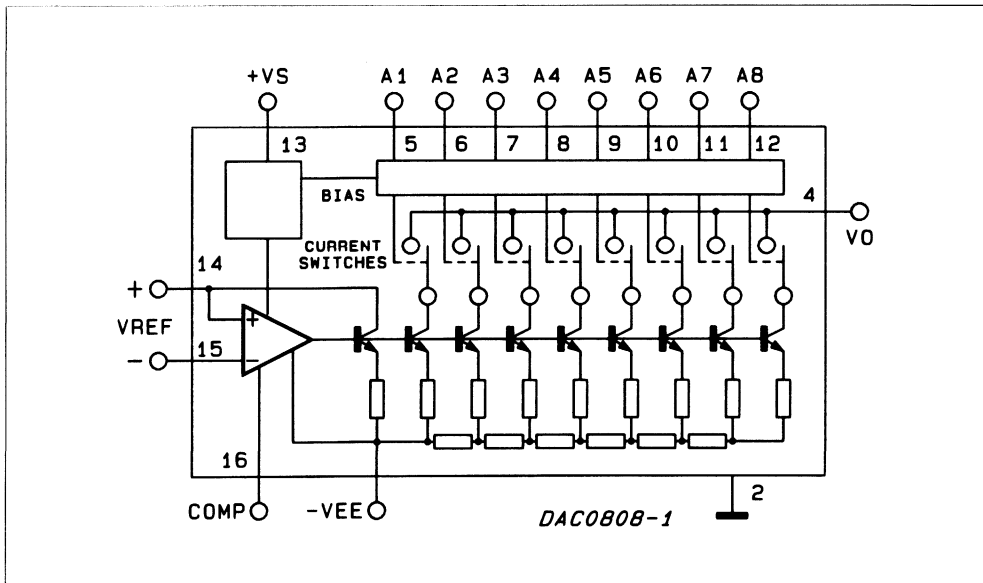 +VS A1 A2 A3 A4 A5 A6 A7 A8
13 5 6 7 8 9 10 11 12
BIAS 4
VO
CURRENT
SWITCHES
14
+
VREF +
15
- −
16
COMP -VEE 2
DAC0808-1